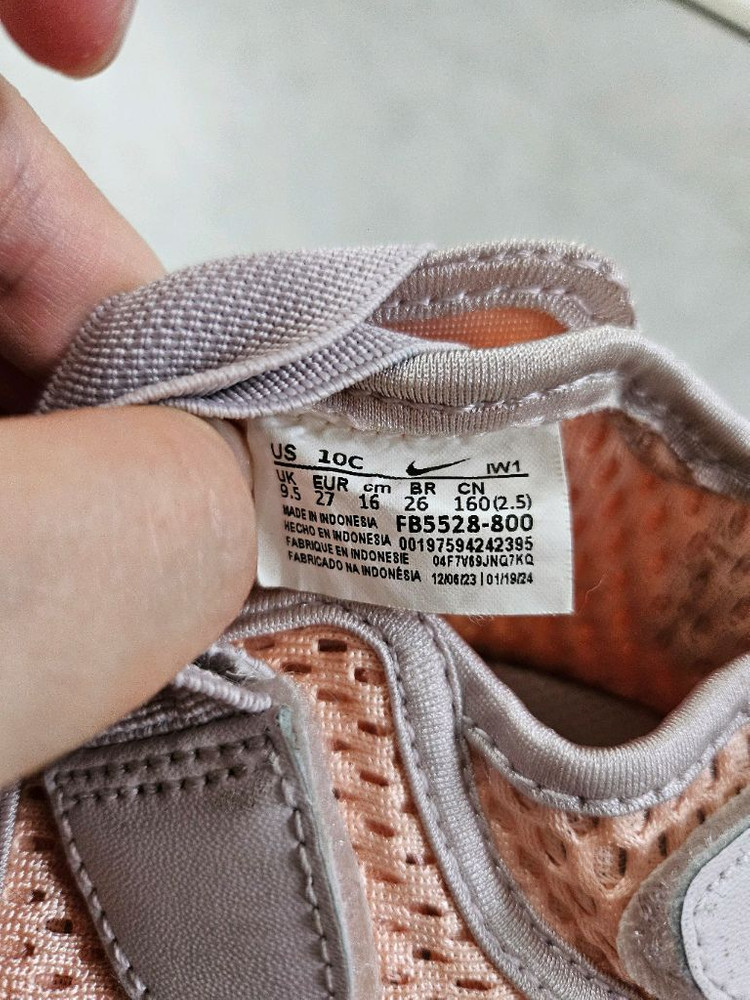 US 10C IW1
UK EUR cm BR CN
9.5 27 16 26 160(2.5)
MADE IN INDONESIA FB5528-800
HECHO EN INDONESIA 00197594242395
FABRIQUE EN INDONESIE 04F7V69JNQ7KQ
FABRICADO NA INDONÉSIA 12/06/23 | 01/19/24